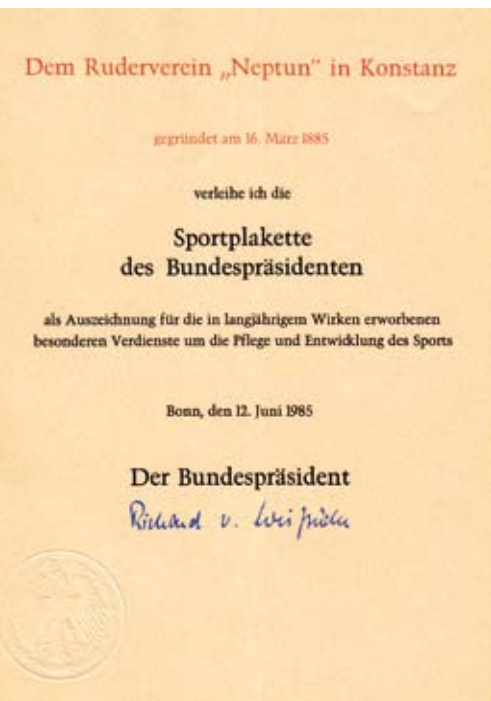 Dem Ruderverein „Neptun“ in Konstanz
gegründet am 16. März 1885
verleihe ich die
Sportplakette
des Bundespräsidenten
als Auszeichnung für die in langjährigem Wirken erworbenen
besonderen Verdienste um die Pflege und Entwicklung des Sports
Bonn, den 12. Juni 1985
Der Bundespräsident
Richard v. Weizsäcker